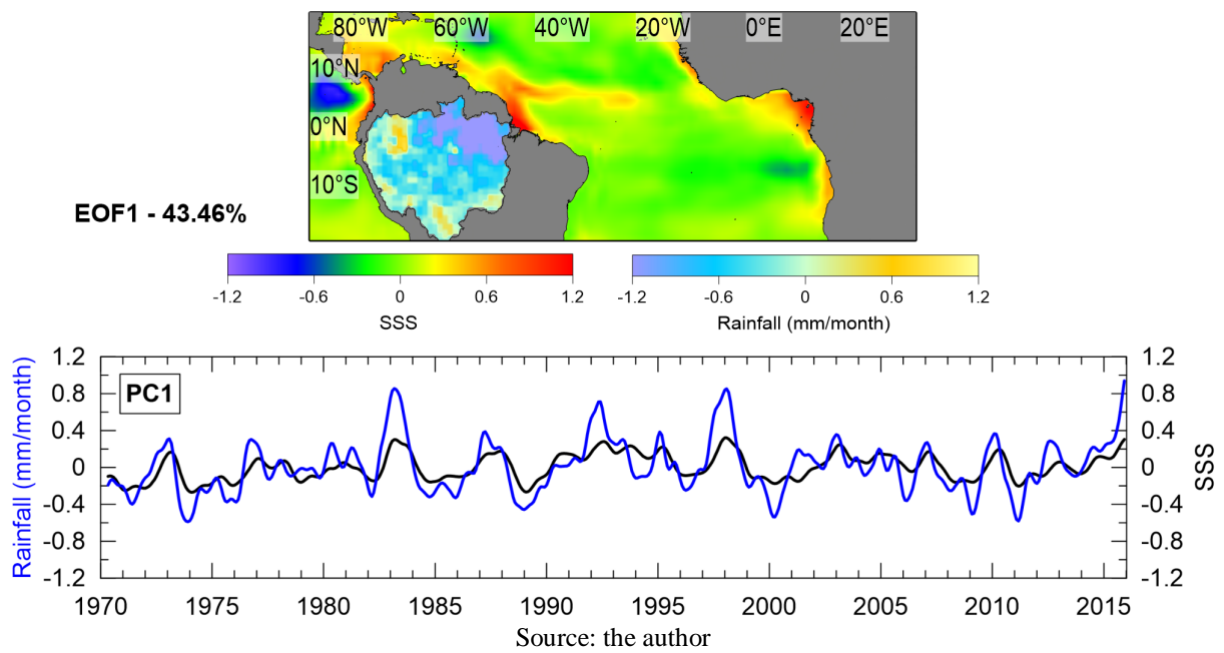 80°W 60°W 40°W 20°W 0°E 20°E
10°N
0°N
10°S
EOF1 - 43.46%
-1.2 -0.6 0 0.6 1.2
SSS
-1.2 -0.6 0 0.6 1.2
Rainfall (mm/month)
PC1
Rainfall (mm/month)
1.2
0.8
0.4
0
-0.4
-0.8
-1.2
1.2
0.8
0.4
0
-0.4
-0.8
-1.2
SSS
1970 1975 1980 1985 1990 1995 2000 2005 2010 2015
Source: the author